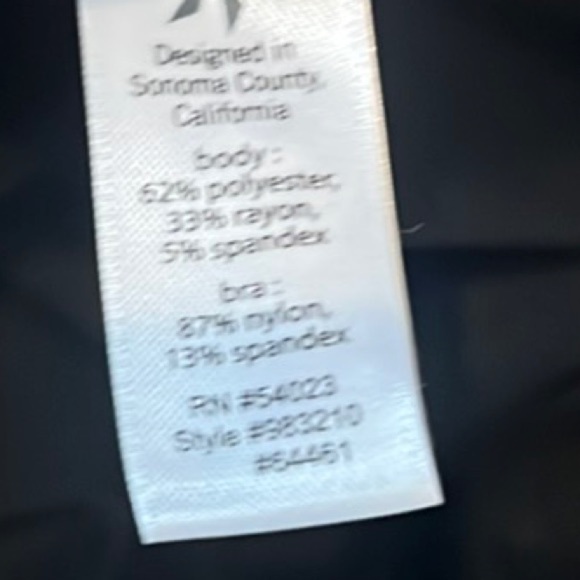 Designed in
Sonoma County,
California
body:
62% polyester,
33% rayon,
5% spandex
bra:
87% nylon,
13% spandex
RN #54023
Style #983210
#64461